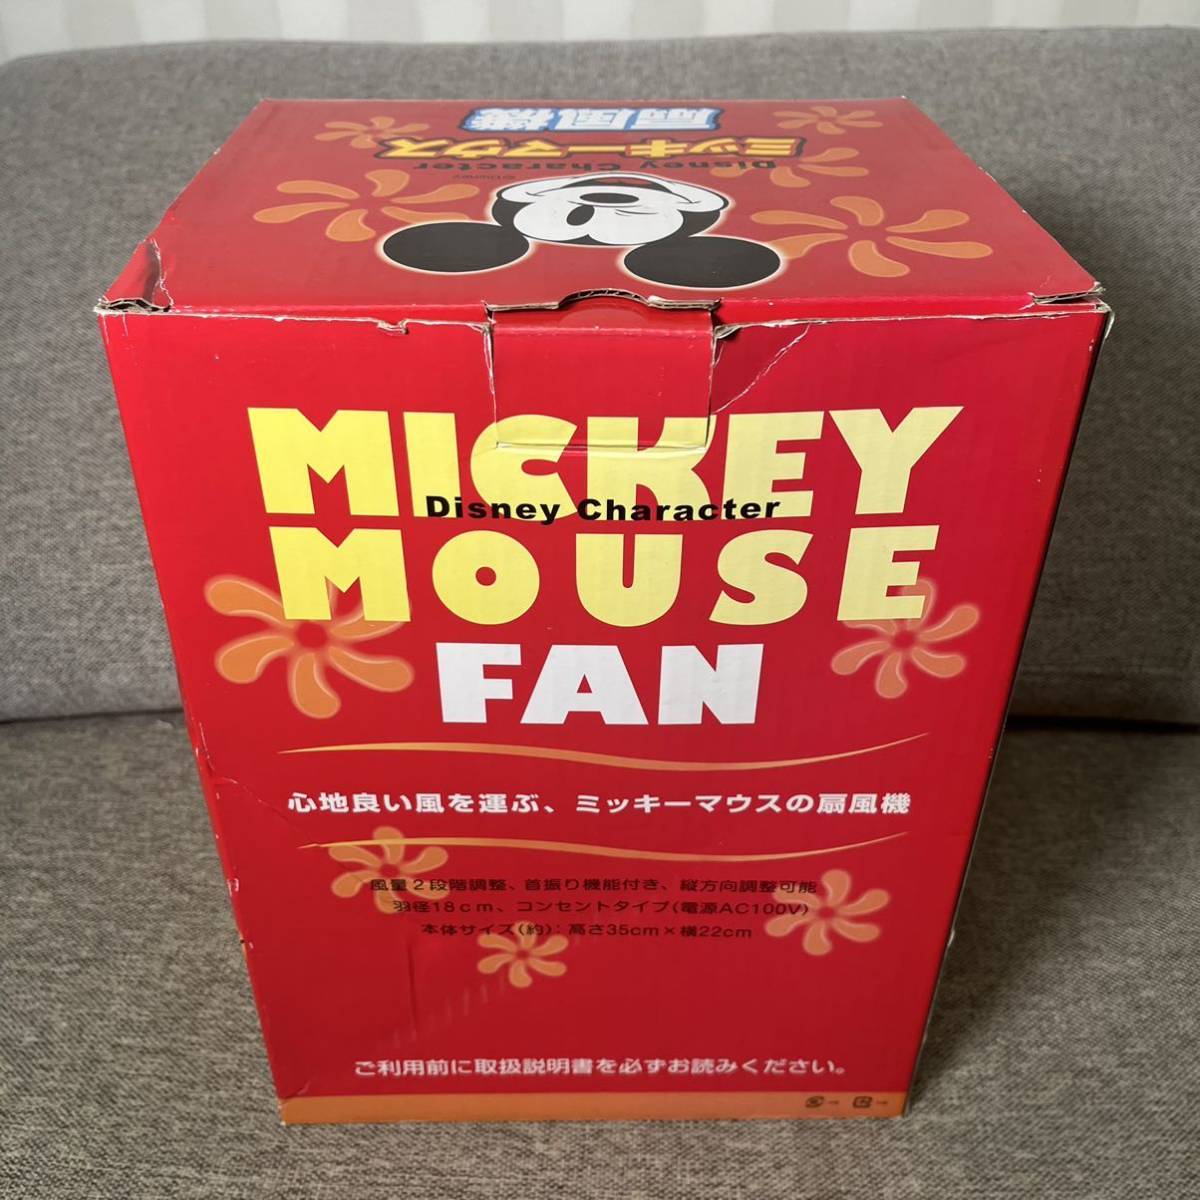 扇風機
ミッキーマウス
Disney Character
©Disney
MICKEY
Disney Character
MOUSE
FAN
心地良い風を運ぶ、ミッキーマウスの扇風機
風量2段階調整、首振り機能付き、縦方向調整可能
羽径18cm、コンセントタイプ(電源AC100V)
本体サイズ(約):高さ35cm×横22cm
ご利用前に取扱説明書を必ずお読みください。